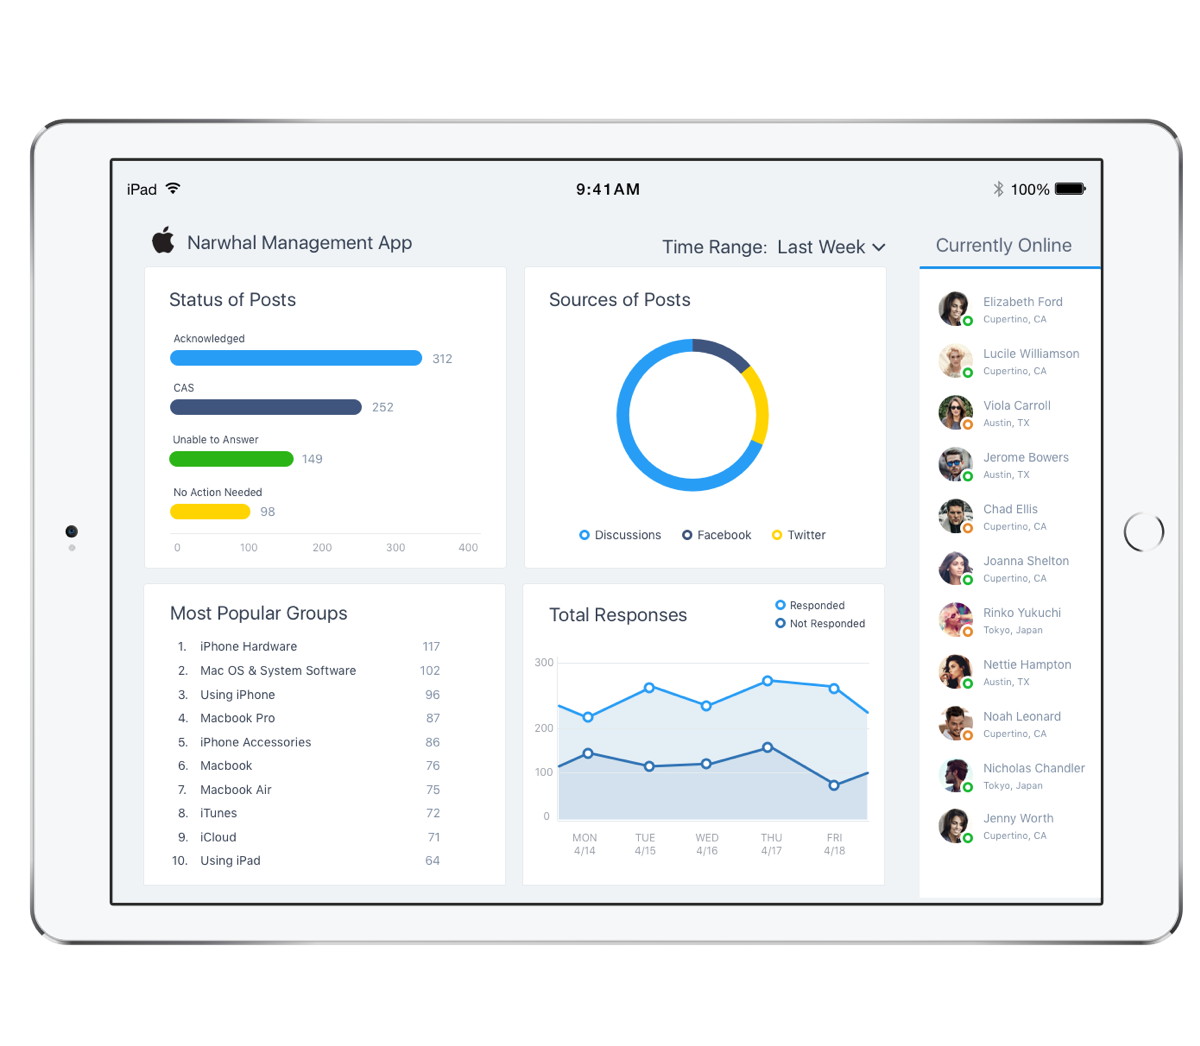 iPad
9:41AM
100%
Narwhal Management App
Time Range: Last Week
Currently Online
Status of Posts
Acknowledged
312
CAS
252
Unable to Answer
149
No Action Needed
98
0 100 200 300 400
Sources of Posts
Discussions Facebook Twitter
Most Popular Groups
1. iPhone Hardware 117
2. Mac OS & System Software 102
3. Using iPhone 96
4. Macbook Pro 87
5. iPhone Accessories 86
6. Macbook 76
7. Macbook Air 75
8. iTunes 72
9. iCloud 71
10. Using iPad 64
Total Responses
Responded
Not Responded
300
200
100
0
MON TUE WED THU FRI
4/14 4/15 4/16 4/17 4/18
Elizabeth Ford
Cupertino, CA
Lucile Williamson
Cupertino, CA
Viola Carroll
Austin, TX
Jerome Bowers
Austin, TX
Chad Ellis
Cupertino, CA
Joanna Shelton
Cupertino, CA
Rinko Yukuchi
Tokyo, Japan
Nettie Hampton
Austin, TX
Noah Leonard
Cupertino, CA
Nicholas Chandler
Tokyo, Japan
Jenny Worth
Cupertino, CA